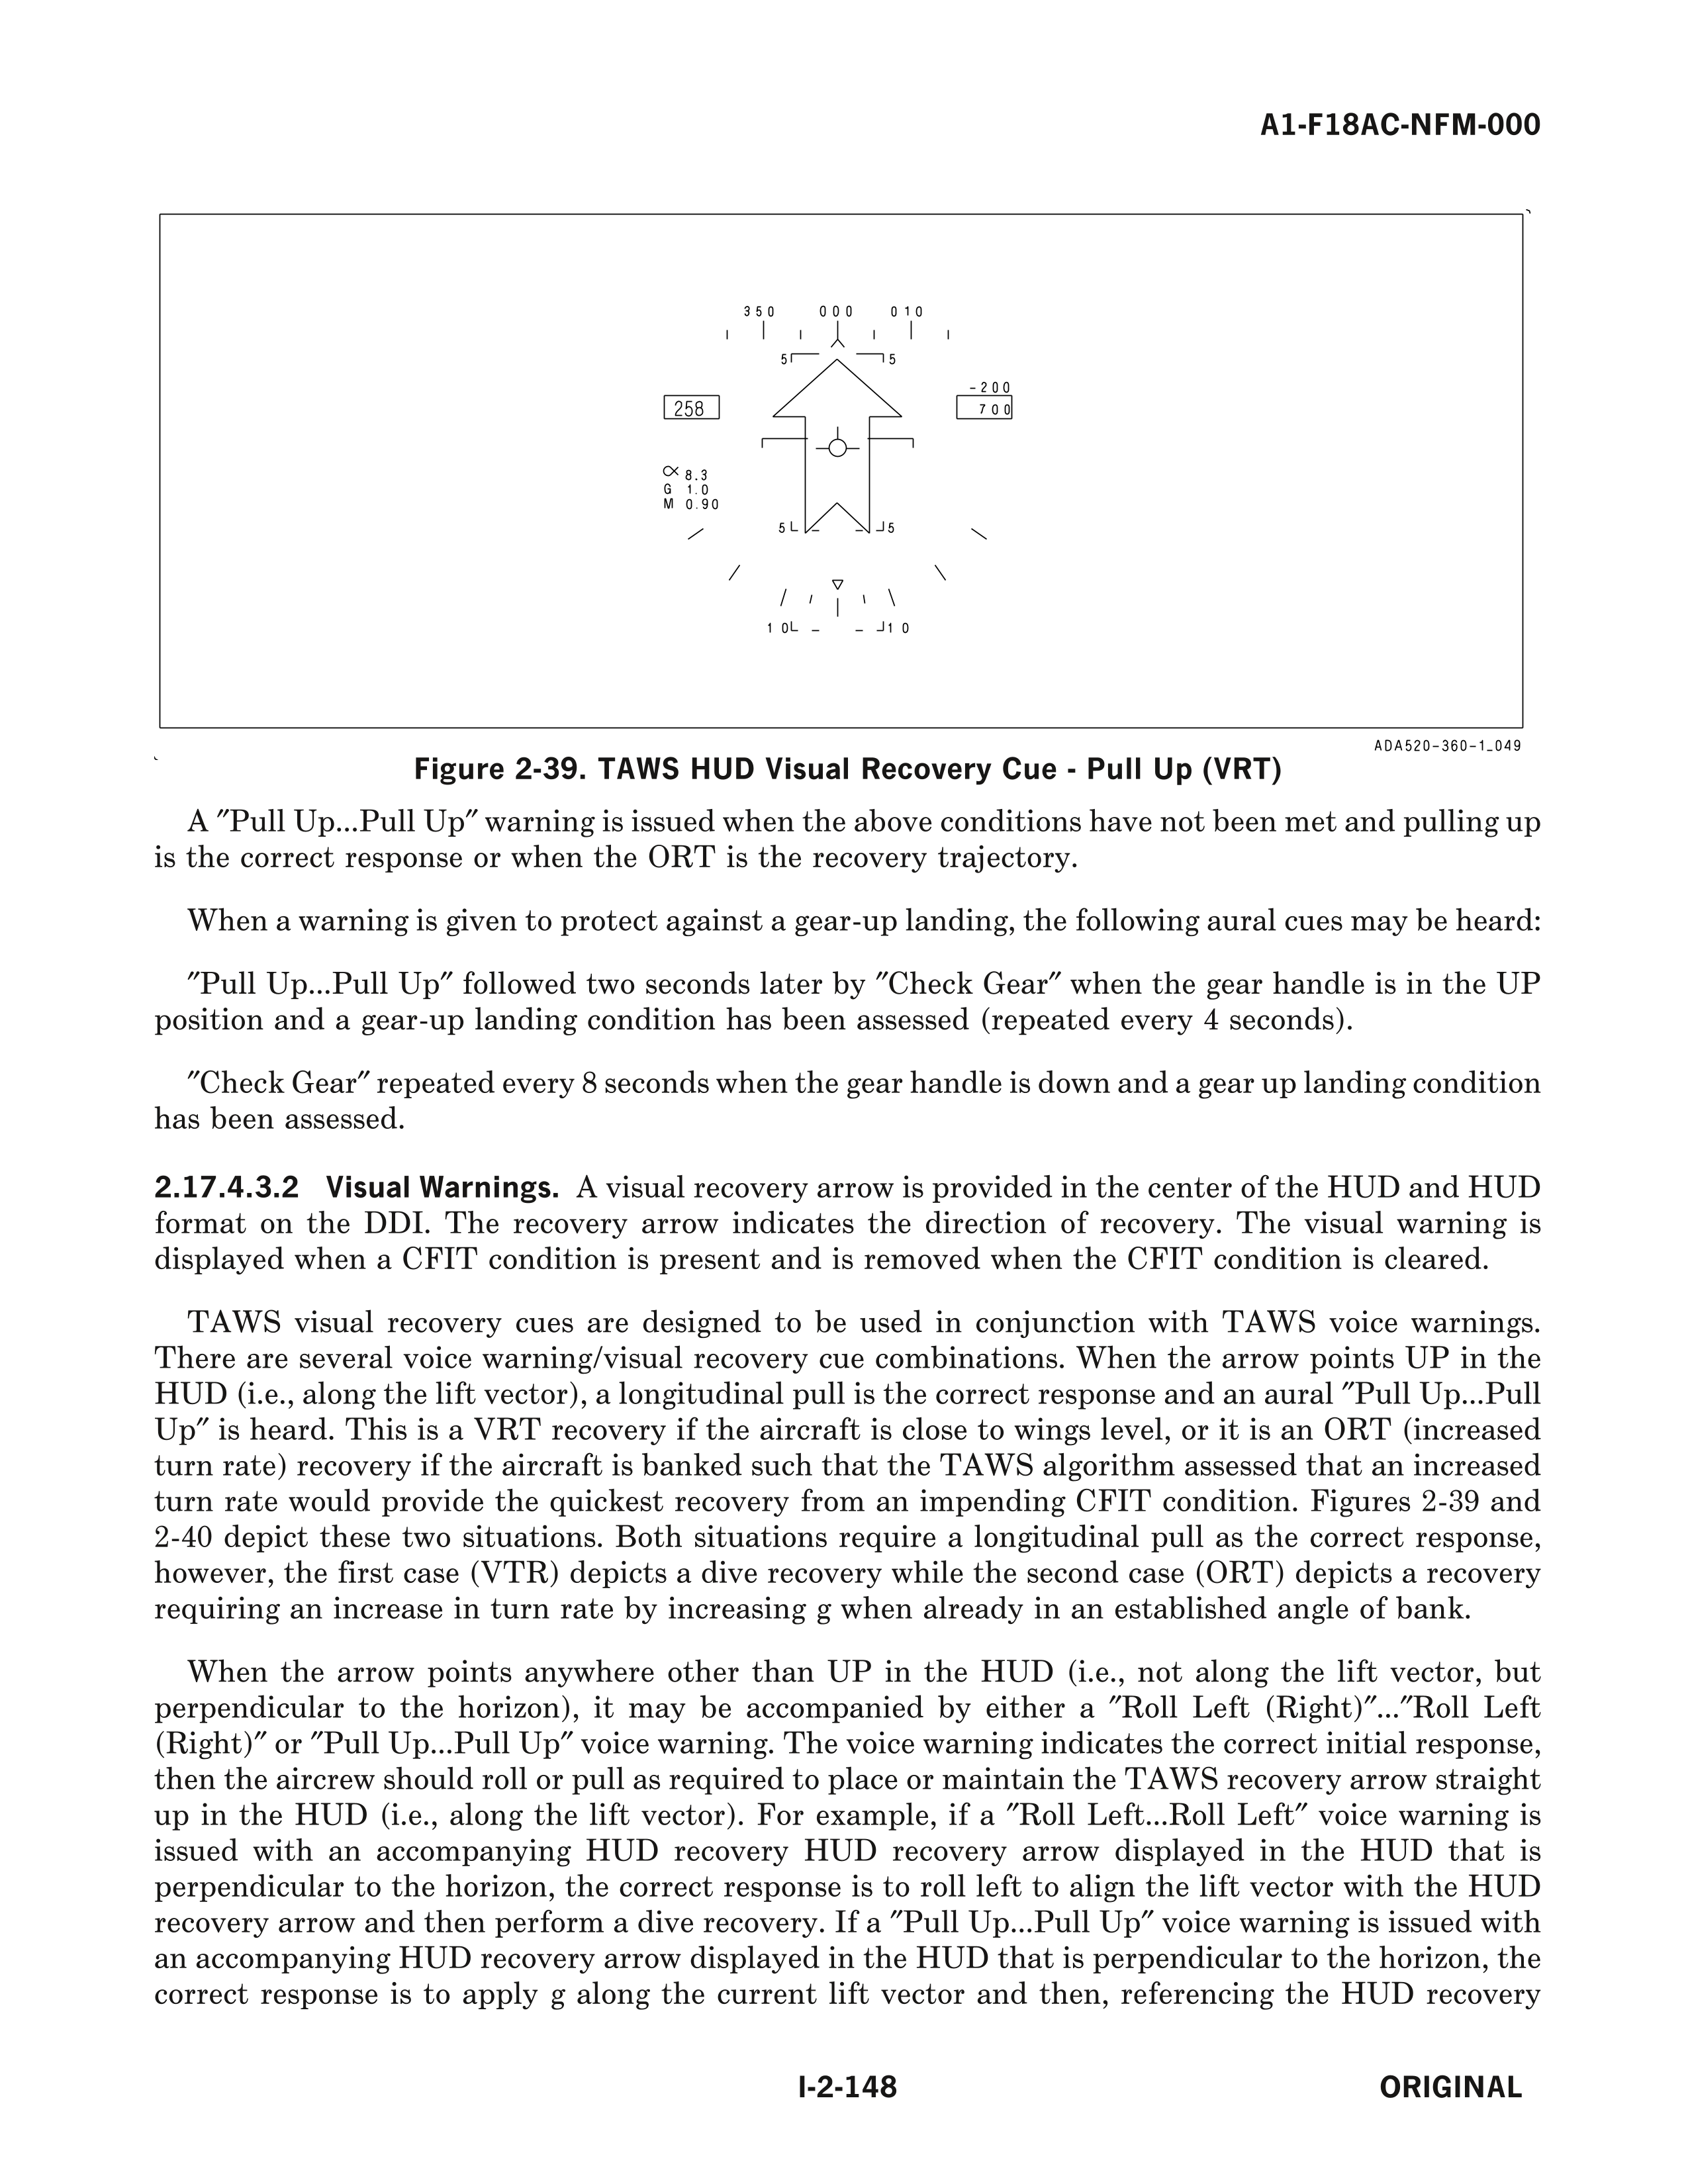 A1-F18AC-NFM-000
350 000 010
5 5
-200
258 700
α 8.3
G 1.0
M 0.90
5 5
10 10
ADA520-360-1_049
Figure 2-39. TAWS HUD Visual Recovery Cue - Pull Up (VRT)
A ″Pull Up...Pull Up″ warning is issued when the above conditions have not been met and pulling up
is the correct response or when the ORT is the recovery trajectory.
When a warning is given to protect against a gear-up landing, the following aural cues may be heard:
″Pull Up...Pull Up″ followed two seconds later by ″Check Gear″ when the gear handle is in the UP
position and a gear-up landing condition has been assessed (repeated every 4 seconds).
″Check Gear″ repeated every 8 seconds when the gear handle is down and a gear up landing condition
has been assessed.
2.17.4.3.2 Visual Warnings. A visual recovery arrow is provided in the center of the HUD and HUD
format on the DDI. The recovery arrow indicates the direction of recovery. The visual warning is
displayed when a CFIT condition is present and is removed when the CFIT condition is cleared.
TAWS visual recovery cues are designed to be used in conjunction with TAWS voice warnings.
There are several voice warning/visual recovery cue combinations. When the arrow points UP in the
HUD (i.e., along the lift vector), a longitudinal pull is the correct response and an aural ″Pull Up...Pull
Up″ is heard. This is a VRT recovery if the aircraft is close to wings level, or it is an ORT (increased
turn rate) recovery if the aircraft is banked such that the TAWS algorithm assessed that an increased
turn rate would provide the quickest recovery from an impending CFIT condition. Figures 2-39 and
2-40 depict these two situations. Both situations require a longitudinal pull as the correct response,
however, the first case (VTR) depicts a dive recovery while the second case (ORT) depicts a recovery
requiring an increase in turn rate by increasing g when already in an established angle of bank.
When the arrow points anywhere other than UP in the HUD (i.e., not along the lift vector, but
perpendicular to the horizon), it may be accompanied by either a ″Roll Left (Right)″...″Roll Left
(Right)″ or ″Pull Up...Pull Up″ voice warning. The voice warning indicates the correct initial response,
then the aircrew should roll or pull as required to place or maintain the TAWS recovery arrow straight
up in the HUD (i.e., along the lift vector). For example, if a ″Roll Left...Roll Left″ voice warning is
issued with an accompanying HUD recovery HUD recovery arrow displayed in the HUD that is
perpendicular to the horizon, the correct response is to roll left to align the lift vector with the HUD
recovery arrow and then perform a dive recovery. If a ″Pull Up...Pull Up″ voice warning is issued with
an accompanying HUD recovery arrow displayed in the HUD that is perpendicular to the horizon, the
correct response is to apply g along the current lift vector and then, referencing the HUD recovery
I-2-148 ORIGINAL